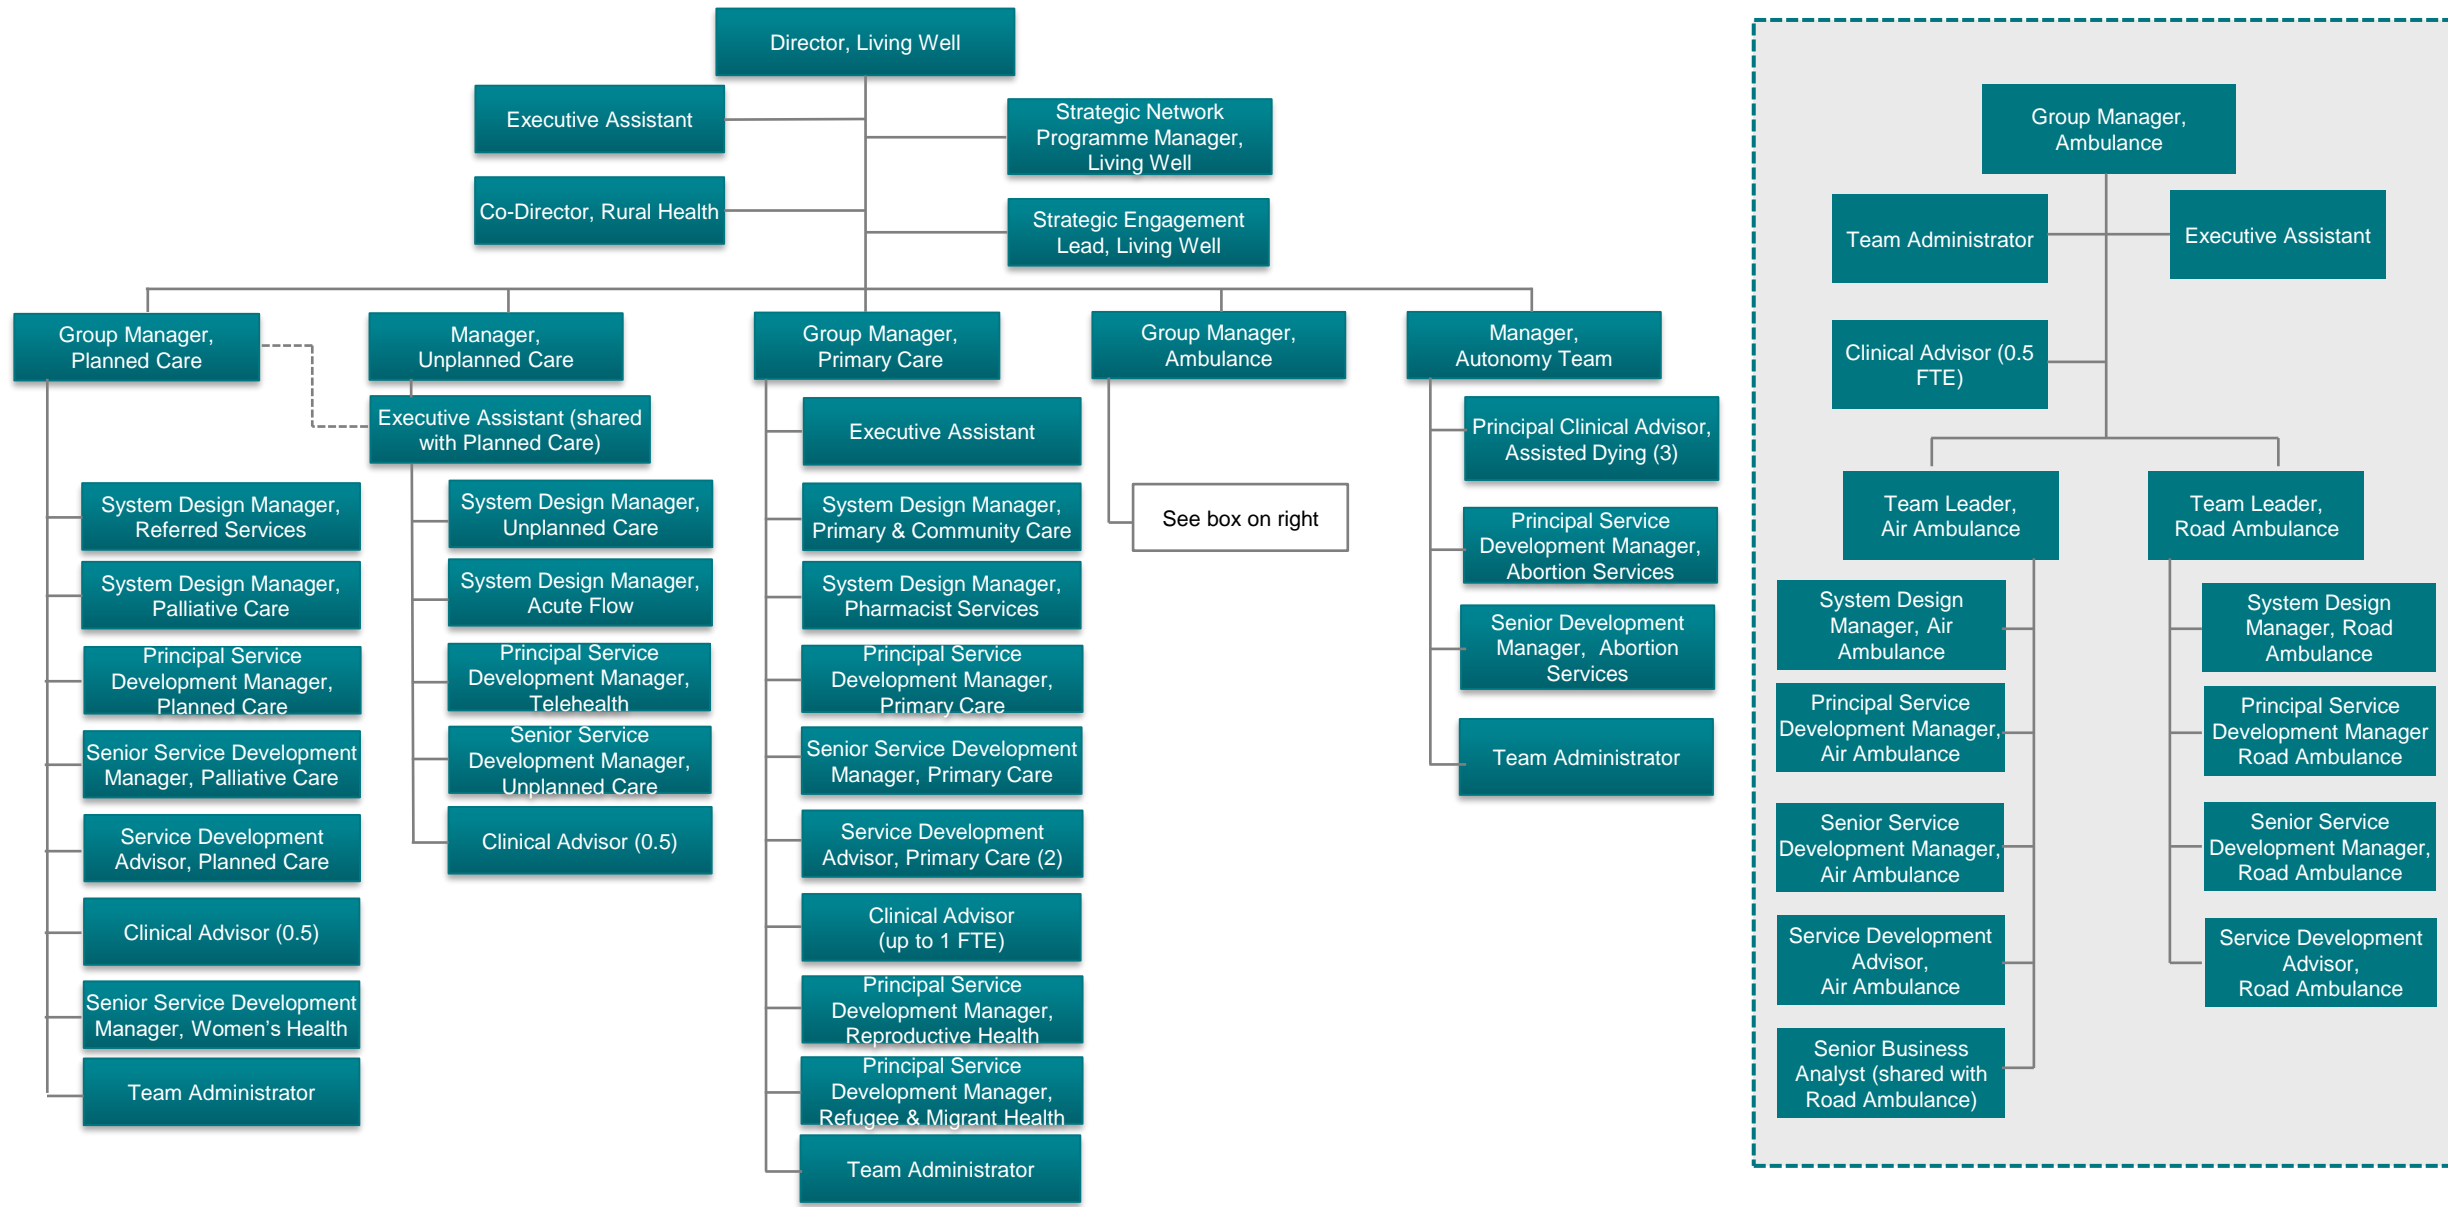 Director, Living Well
Executive Assistant
Strategic Network
Programme Manager,
Living Well
Co-Director, Rural Health
Strategic Engagement
Lead, Living Well
Group Manager,
Planned Care
Manager,
Unplanned Care
Group Manager,
Primary Care
Group Manager,
Ambulance
Manager,
Autonomy Team
System Design Manager,
Referred Services
System Design Manager,
Palliative Care
Principal Service
Development Manager,
Planned Care
Senior Service Development
Manager, Palliative Care
Service Development
Advisor, Planned Care
Clinical Advisor (0.5)
Senior Service Development
Manager, Women’s Health
Team Administrator
Executive Assistant (shared
with Planned Care)
System Design Manager,
Unplanned Care
System Design Manager,
Acute Flow
Principal Service
Development Manager,
Telehealth
Senior Service
Development Manager,
Unplanned Care
Clinical Advisor (0.5)
Executive Assistant
System Design Manager,
Primary & Community Care
System Design Manager,
Pharmacist Services
Principal Service
Development Manager,
Primary Care
Senior Service Development
Manager, Primary Care
Service Development
Advisor, Primary Care (2)
Clinical Advisor
(up to 1 FTE)
Principal Service
Development Manager,
Reproductive Health
Principal Service
Development Manager,
Refugee & Migrant Health
Team Administrator
See box on right
Principal Clinical Advisor,
Assisted Dying (3)
Principal Service
Development Manager,
Abortion Services
Senior Development
Manager, Abortion
Services
Team Administrator
Group Manager,
Ambulance
Team Administrator
Executive Assistant
Clinical Advisor (0.5
FTE)
Team Leader,
Air Ambulance
Team Leader,
Road Ambulance
System Design
Manager, Air
Ambulance
Principal Service
Development Manager,
Air Ambulance
Senior Service
Development Manager,
Air Ambulance
Service Development
Advisor,
Air Ambulance
Senior Business
Analyst (shared with
Road Ambulance)
System Design
Manager, Road
Ambulance
Principal Service
Development Manager
Road Ambulance
Senior Service
Development Manager,
Road Ambulance
Service Development
Advisor,
Road Ambulance